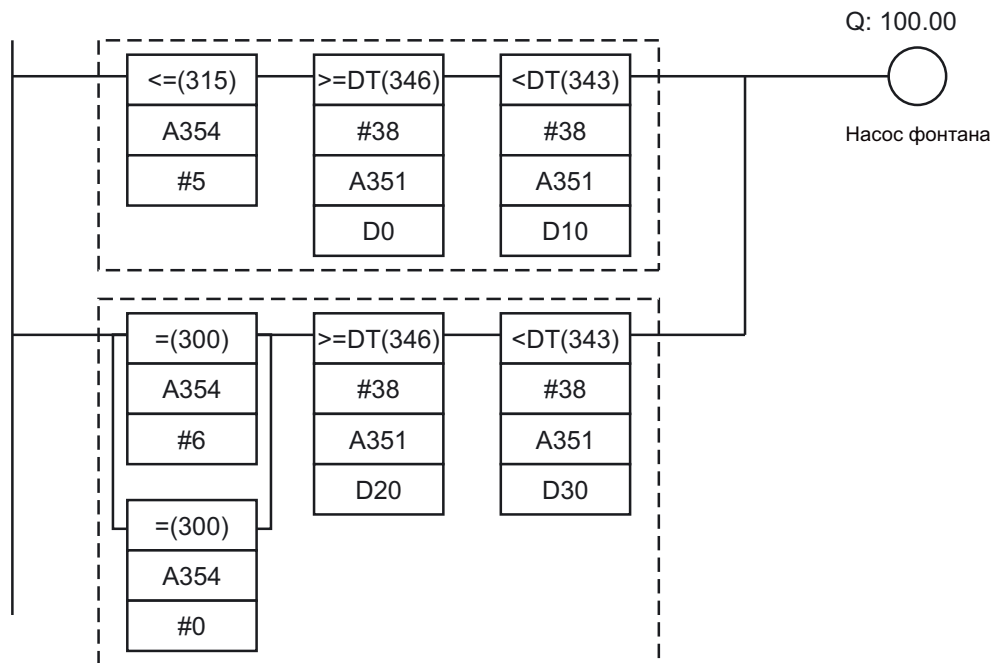 Q: 100.00
Насос фонтана
<=(315)
A354
#5
>=DT(346)
#38
A351
D0
<DT(343)
#38
A351
D10
=(300)
A354
#6
>=DT(346)
#38
A351
D20
<DT(343)
#38
A351
D30
=(300)
A354
#0